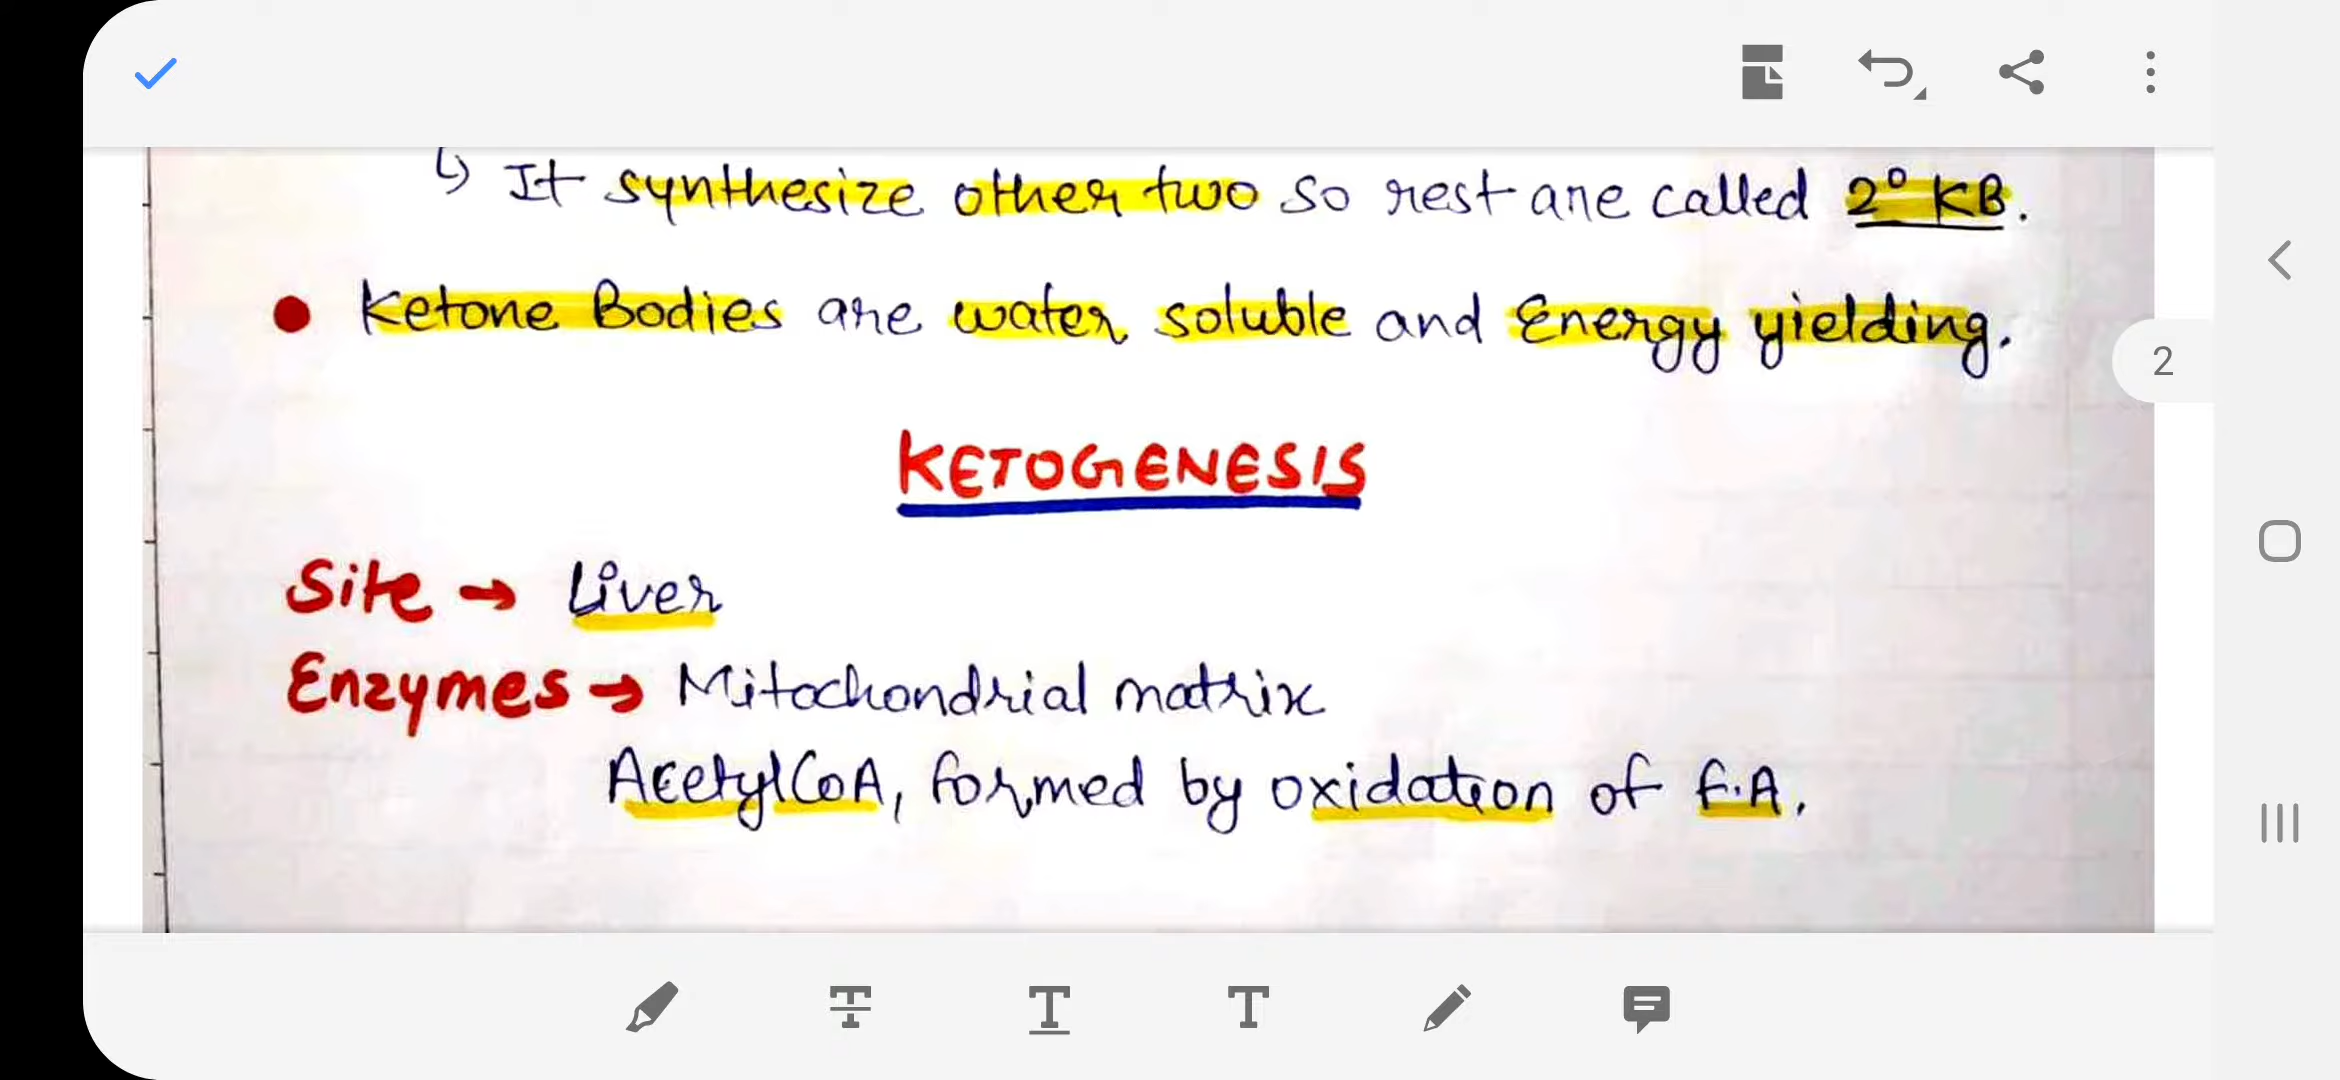 ↳ It synthesize other two so rest are called 2° KB.
● Ketone Bodies are water soluble and Energy yielding.
2
KETOGENESIS
Site → Liver
Enzymes → Mitochondrial matrix
AcetylCoA, formed by oxidation of F.A.